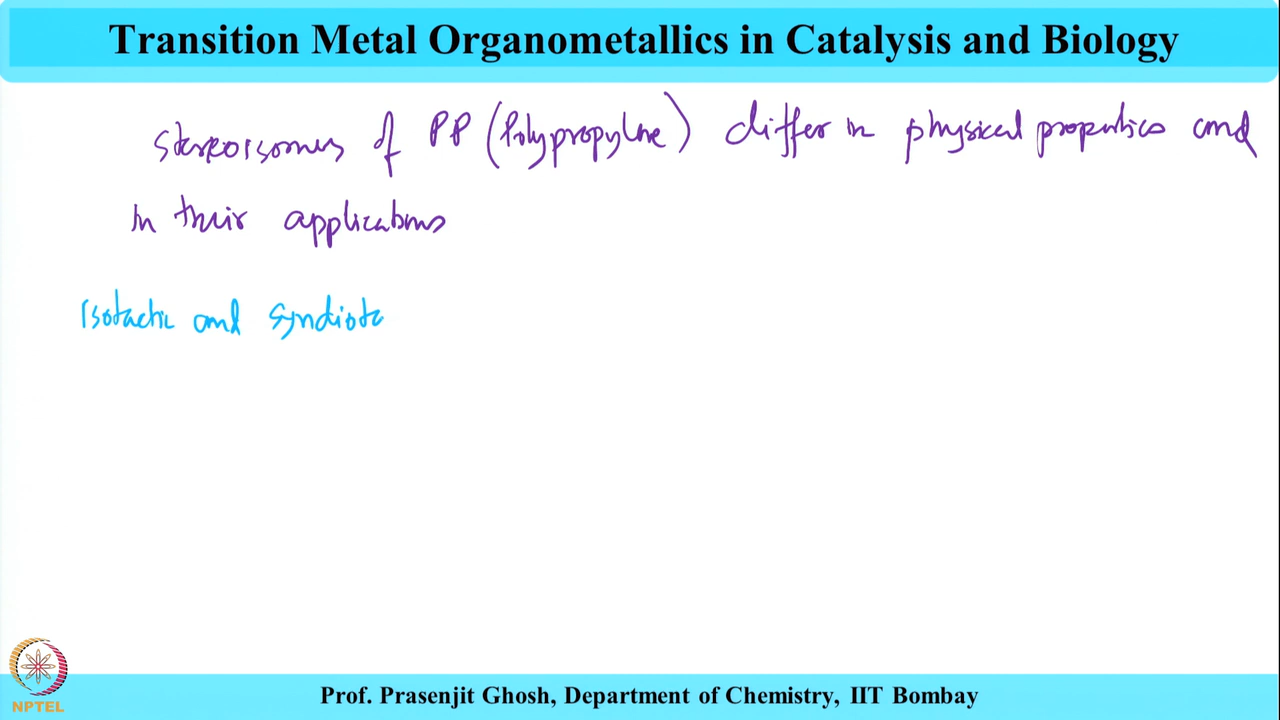 Transition Metal Organometallics in Catalysis and Biology
stereoisomers of PP (Polypropylene) differ in physical properties and
in their applications
Isotactic and syndiota
NPTEL
Prof. Prasenjit Ghosh, Department of Chemistry, IIT Bombay